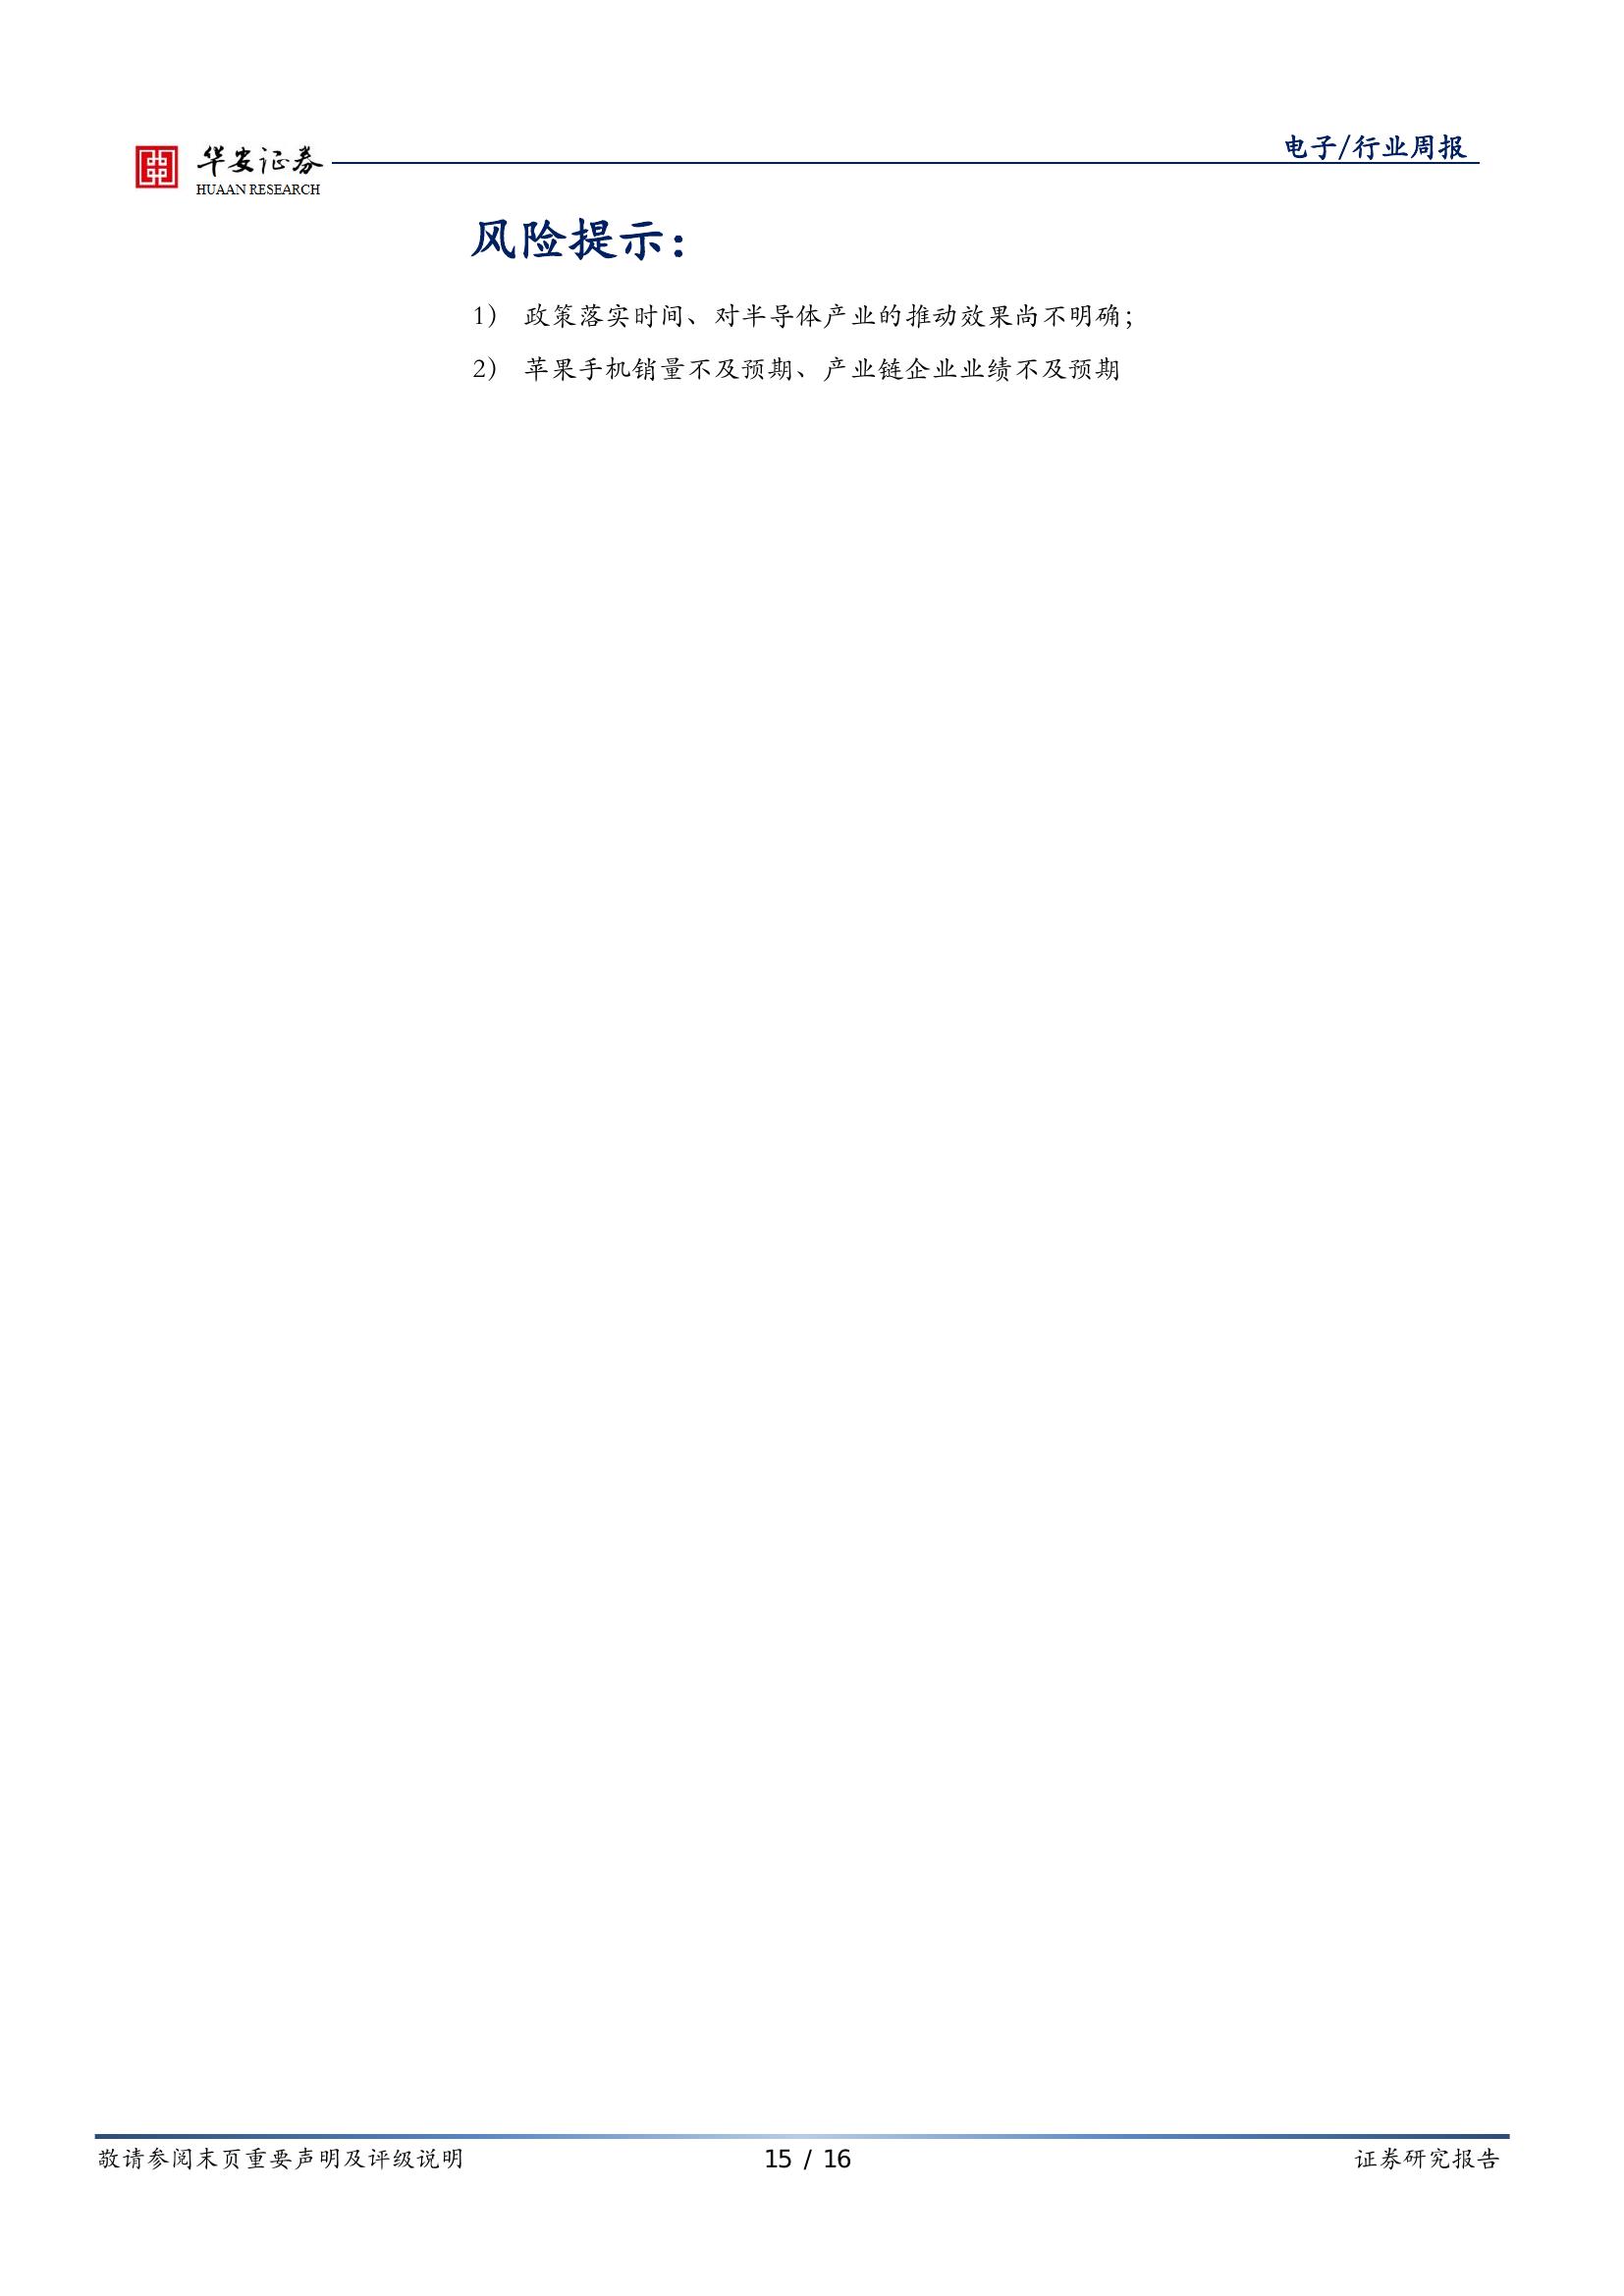 华安证券
HUAAN RESEARCH
电子/行业周报
风险提示：
1） 政策落实时间、对半导体产业的推动效果尚不明确；
2） 苹果手机销量不及预期、产业链企业业绩不及预期
敬请参阅末页重要声明及评级说明
15 / 16
证券研究报告